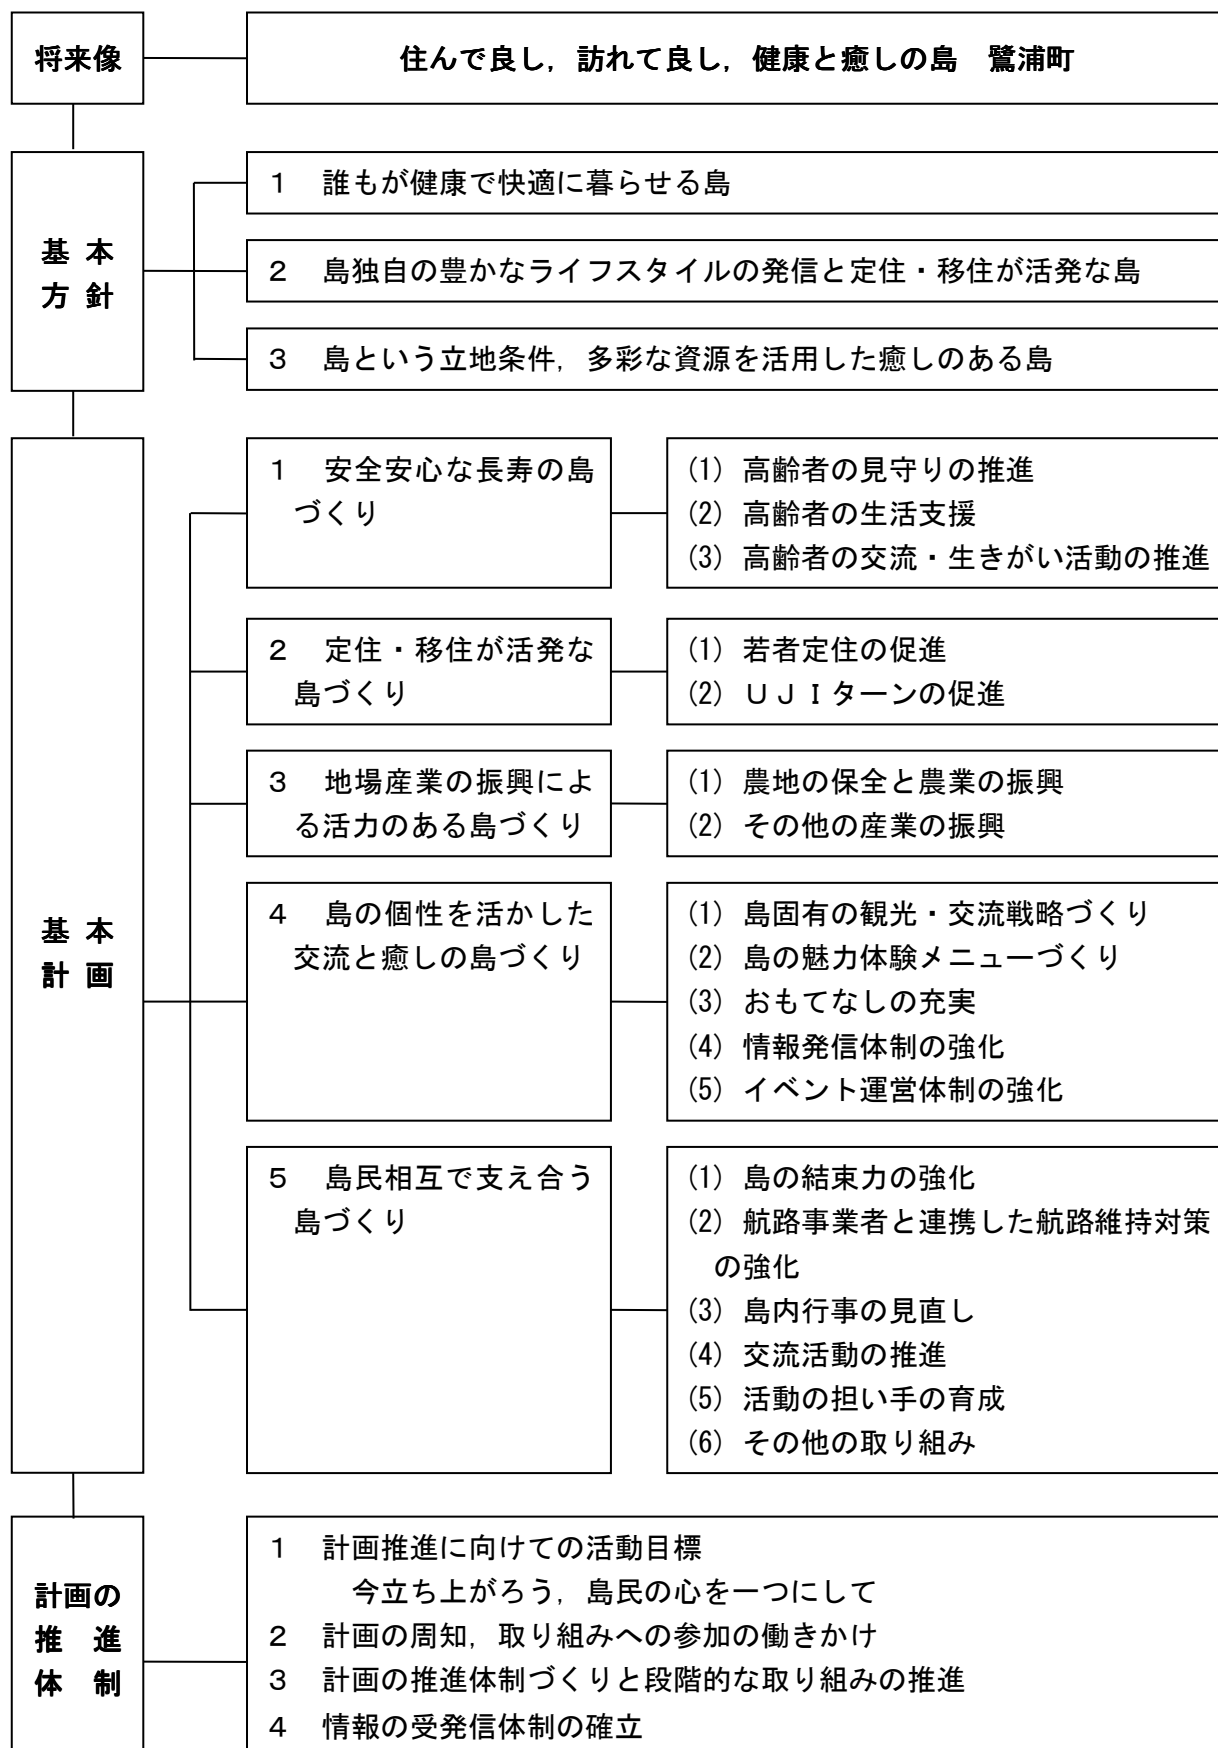 将来像
住んで良し，訪れて良し，健康と癒しの島　鷺浦町
基 本
方 針
１　誰もが健康で快適に暮らせる島
２　島独自の豊かなライフスタイルの発信と定住・移住が活発な島
３　島という立地条件，多彩な資源を活用した癒しのある島
基 本
計 画
１　安全安心な長寿の島
づくり
(1) 高齢者の見守りの推進
(2) 高齢者の生活支援
(3) 高齢者の交流・生きがい活動の推進
２　定住・移住が活発な
島づくり
(1) 若者定住の促進
(2) ＵＪＩターンの促進
３　地場産業の振興によ
る活力のある島づくり
(1) 農地の保全と農業の振興
(2) その他の産業の振興
４　島の個性を活かした
交流と癒しの島づくり
(1) 島固有の観光・交流戦略づくり
(2) 島の魅力体験メニューづくり
(3) おもてなしの充実
(4) 情報発信体制の強化
(5) イベント運営体制の強化
５　島民相互で支え合う
島づくり
(1) 島の結束力の強化
(2) 航路事業者と連携した航路維持対策
の強化
(3) 島内行事の見直し
(4) 交流活動の推進
(5) 活動の担い手の育成
(6) その他の取り組み
計画の
推　進
体　制
１　計画推進に向けての活動目標
今立ち上がろう，島民の心を一つにして
２　計画の周知，取り組みへの参加の働きかけ
３　計画の推進体制づくりと段階的な取り組みの推進
４　情報の受発信体制の確立